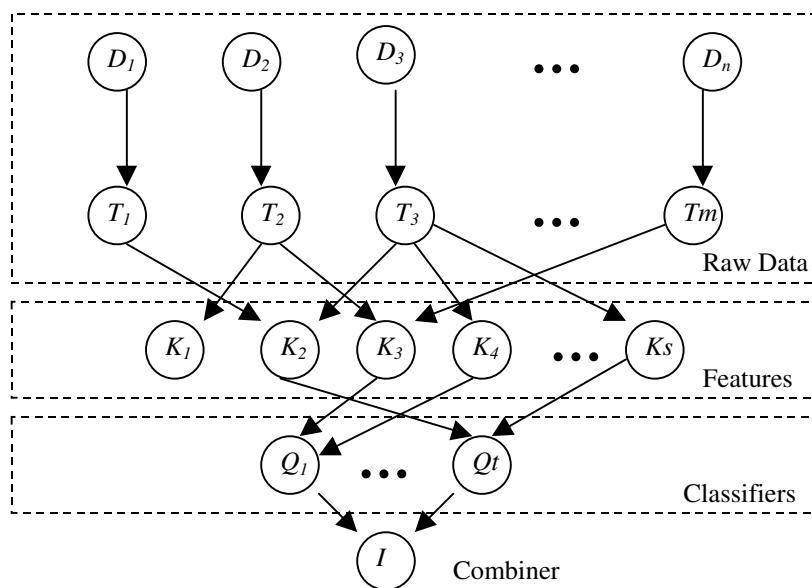 D1 D2 D3 ... Dn
T1 T2 T3 ... Tm
Raw Data
K1 K2 K3 K4 ... Ks
Features
Q1 ... Qt
Classifiers
I
Combiner